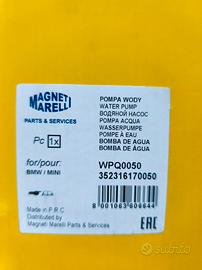 MAGNETI
MARELLI
PARTS & SERVICES
Pc 1x
for/pour:
BMW / MINI
POMPA WODY
WATER PUMP
ВОДЯНОЙ НАСОС
POMPA ACQUA
WASSERPUMPE
POMPE À EAU
BOMBA DE AGUA
BOMBA DE ÁGUA
WPQ0050
352316170050
Made in P.R.C
Distributed by
Magneti Marelli Parts & Services
8 001063 609644
EAC
subito